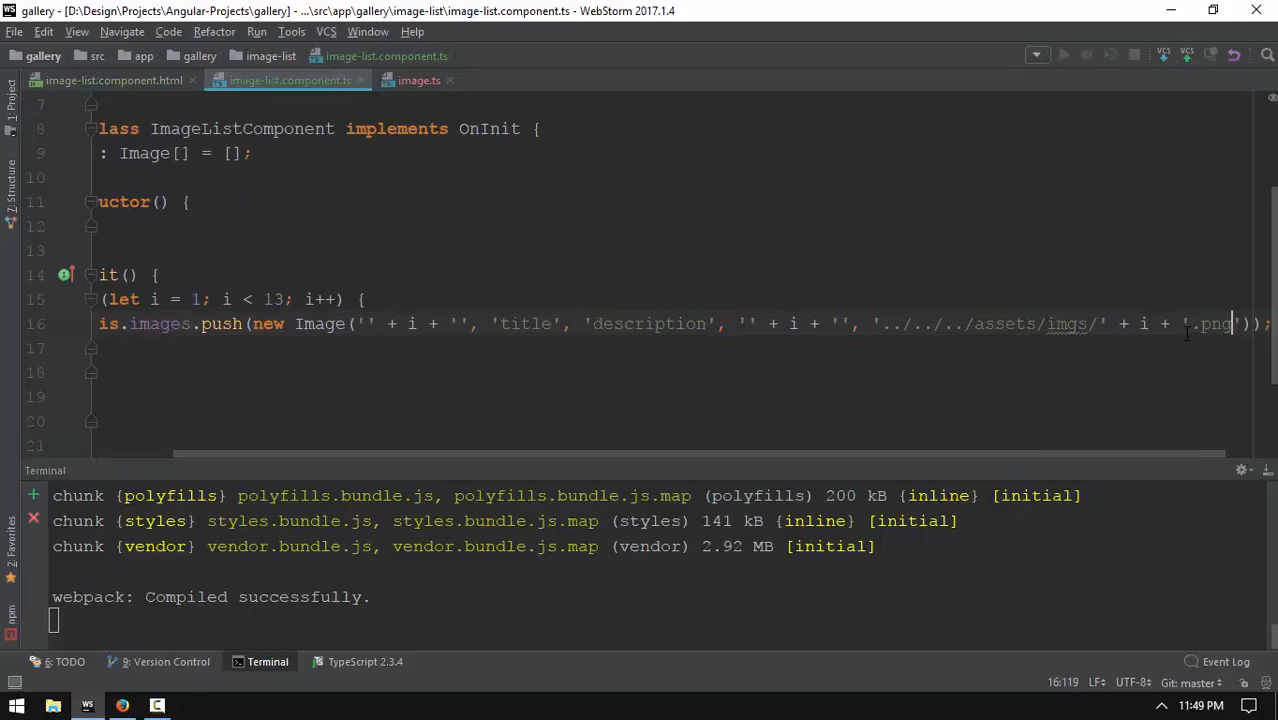 gallery - [D:\Design\Projects\Angular-Projects\gallery] - ...\src\app\gallery\image-list\image-list.component.ts - WebStorm 2017.1.4
File Edit View Navigate Code Refactor Run Tools VCS Window Help
gallery src app gallery image-list image-list.component.ts VCS VCS
image-list.component.html image-list.component.ts image.ts
7
8 lass ImageListComponent implements OnInit {
9 : Image[] = [];
10
11 uctor() {
12
13
14 it() {
15 (let i = 1; i < 13; i++) {
16 is.images.push(new Image('' + i + '', 'title', 'description', '' + i + '', '../../../assets/imgs/' + i + '.png'));
17
18
19
20
21
1: Project
7: Structure
2: Favorites
npm
Terminal
chunk {polyfills} polyfills.bundle.js, polyfills.bundle.js.map (polyfills) 200 kB {inline} [initial]
chunk {styles} styles.bundle.js, styles.bundle.js.map (styles) 141 kB {inline} [initial]
chunk {vendor} vendor.bundle.js, vendor.bundle.js.map (vendor) 2.92 MB [initial]
webpack: Compiled successfully.
6: TODO 9: Version Control Terminal TypeScript 2.3.4 Event Log
16:119 LF÷ UTF-8÷ Git: master÷
WS 11:49 PM